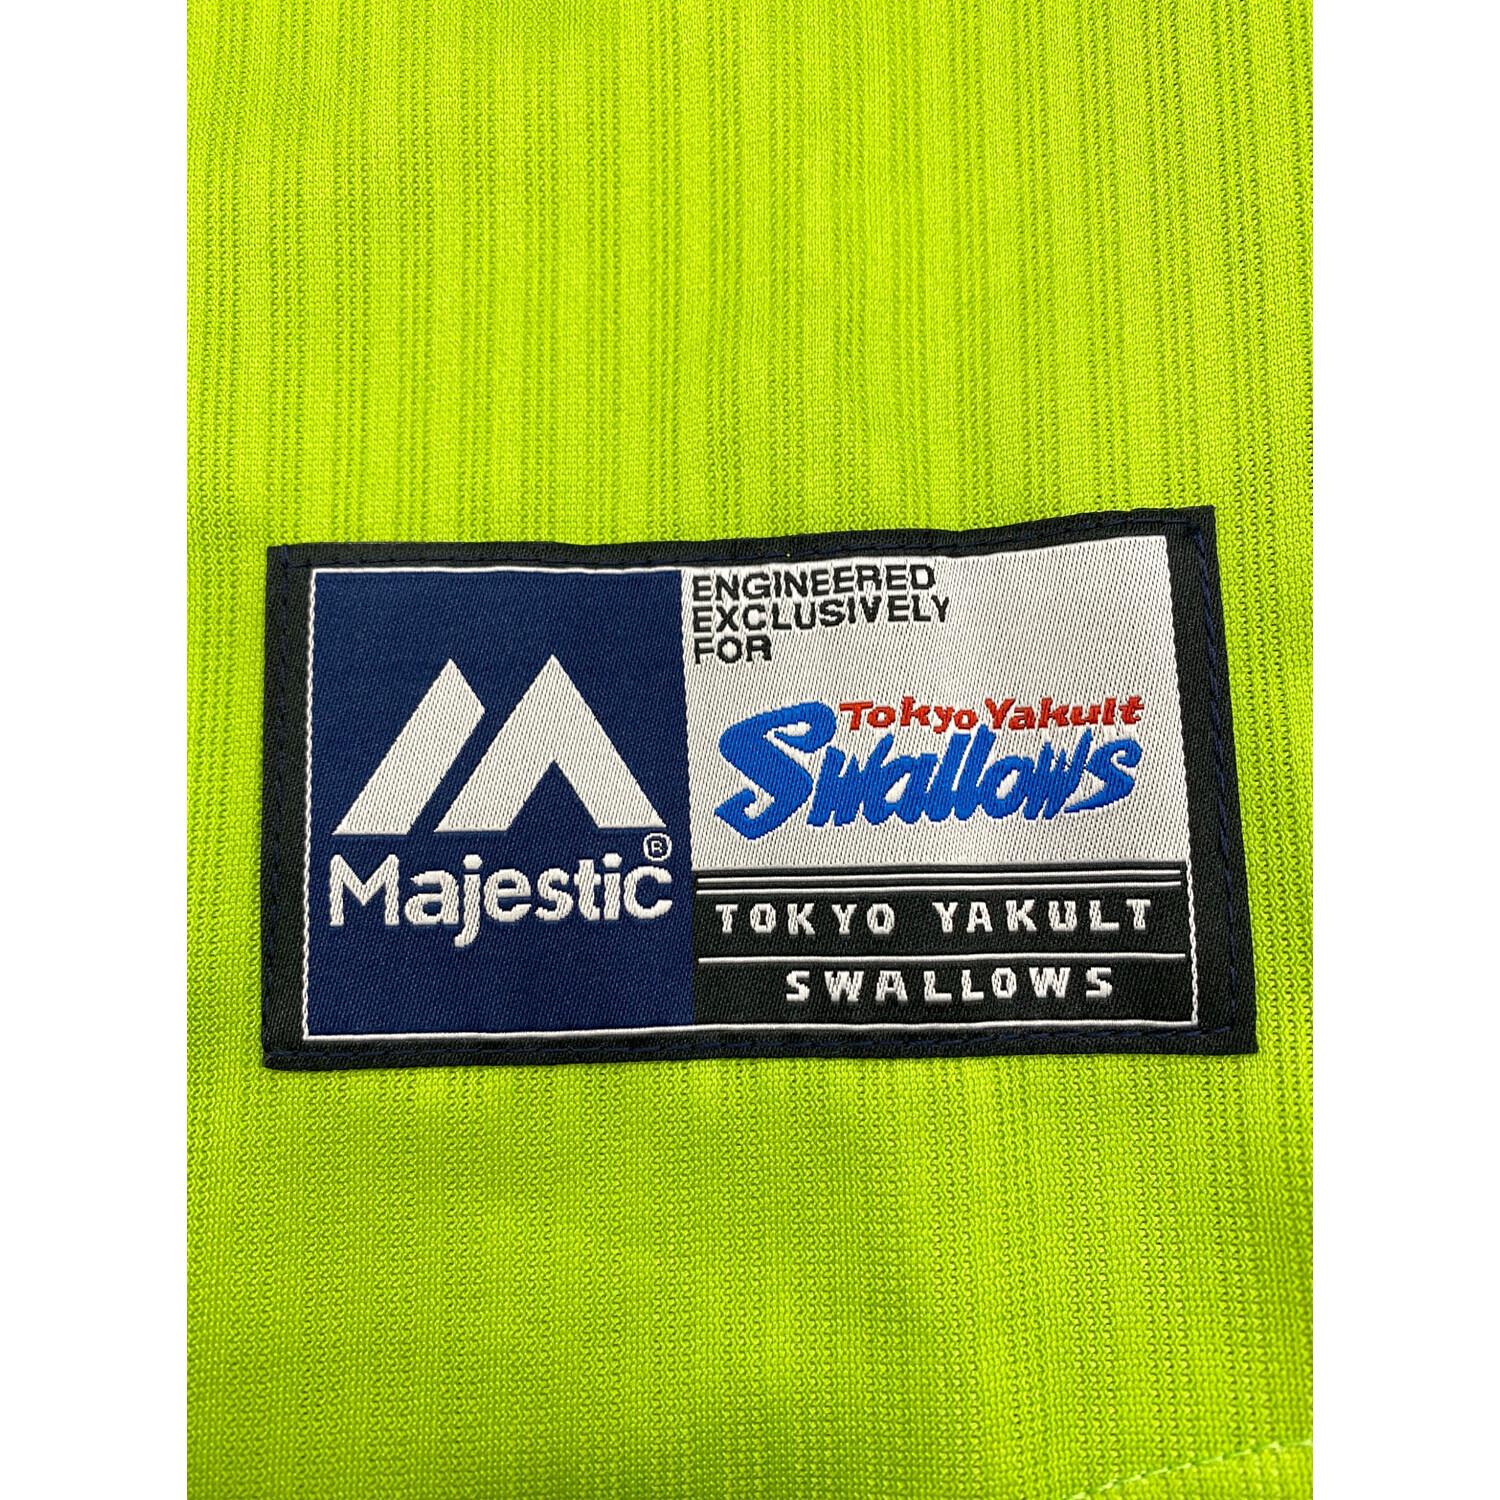 Majestic®
ENGINEERED
EXCLUSIVELY
FOR
Tokyo Yakult
Swallows
TOKYO YAKULT
SWALLOWS